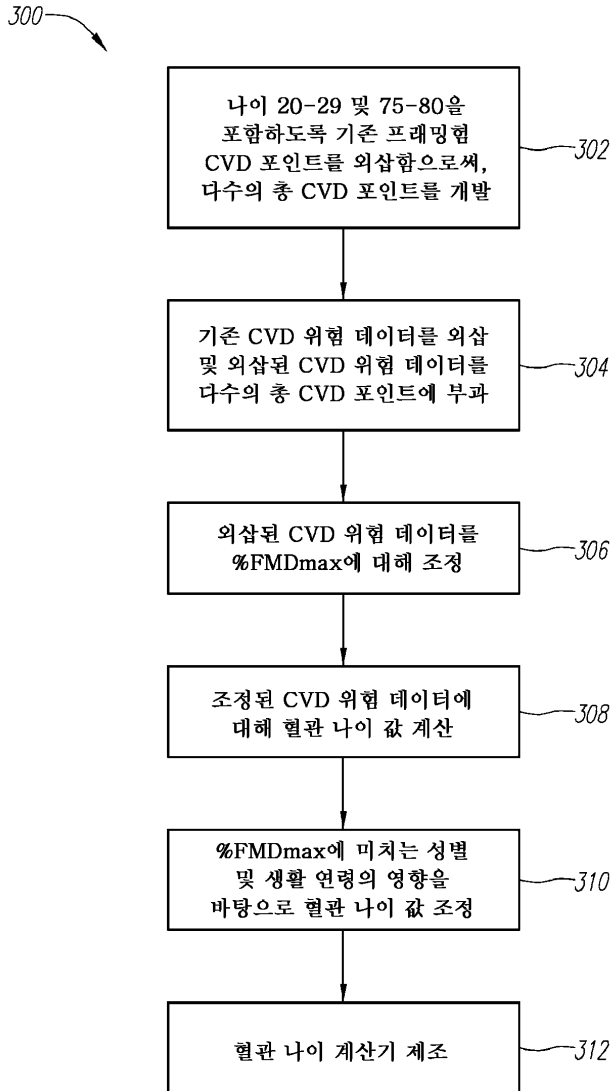 300
나이 20-29 및 75-80을
포함하도록 기존 프래밍험
CVD 포인트를 외삽함으로써,
다수의 총 CVD 포인트를 개발
302
기존 CVD 위험 데이터를 외삽
및 외삽된 CVD 위험 데이터를
다수의 총 CVD 포인트에 부과
304
외삽된 CVD 위험 데이터를
%FMDmax에 대해 조정
306
조정된 CVD 위험 데이터에
대해 혈관 나이 값 계산
308
%FMDmax에 미치는 성별
및 생활 연령의 영향을
바탕으로 혈관 나이 값 조정
310
혈관 나이 계산기 제조
312